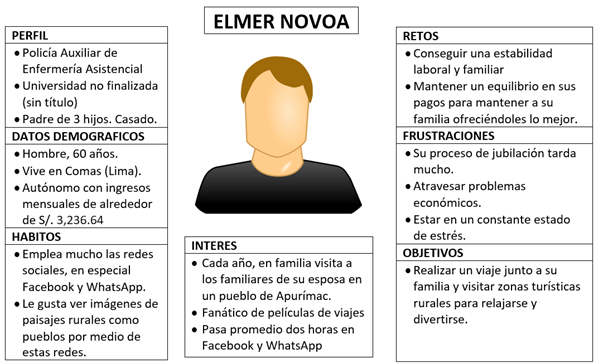 ELMER NOVOA
PERFIL
• Policía Auxiliar de
Enfermería Asistencial
• Universidad no finalizada
(sin título)
• Padre de 3 hijos. Casado.
DATOS DEMOGRAFICOS
• Hombre, 60 años.
• Vive en Comas (Lima).
• Autónomo con ingresos
mensuales de alrededor
de S/. 3,236.64
HABITOS
• Emplea mucho las redes
sociales, en especial
Facebook y WhatsApp.
• Le gusta ver imágenes de
paisajes rurales como
pueblos por medio de
estas redes.
INTERES
• Cada año, en familia visita a
los familiares de su esposa en
un pueblo de Apurímac.
• Fanático de películas de viajes
• Pasa promedio dos horas en
Facebook y WhatsApp
RETOS
• Conseguir una estabilidad
laboral y familiar
• Mantener un equilibrio en sus
pagos para mantener a su
familia ofreciéndoles lo mejor.
FRUSTRACIONES
• Su proceso de jubilación tarda
mucho.
• Atravesar problemas
económicos.
• Estar en un constante estado
de estrés.
OBJETIVOS
• Realizar un viaje junto a su
familia y visitar zonas turísticas
rurales para relajarse y
divertirse.